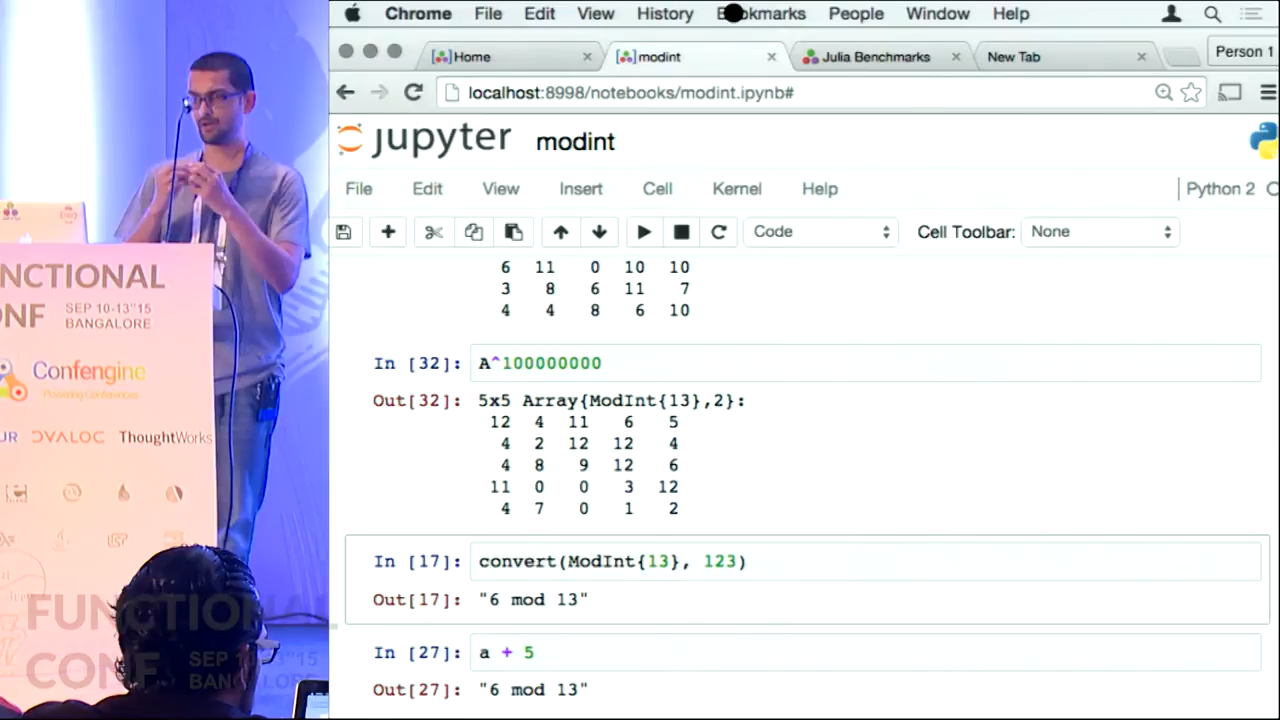 Chrome File Edit View History Bookmarks People Window Help
Home
modint
Julia Benchmarks
New Tab
Person 1
localhost:8998/notebooks/modint.ipynb#
jupyter modint
File Edit View Insert Cell Kernel Help
Python 2
Code
Cell Toolbar: None
6 11 0 10 10
3 8 6 11 7
4 4 8 6 10
In [32]: A^100000000
Out[32]: 5x5 Array{ModInt{13},2}:
12 4 11 6 5
4 2 12 12 4
4 8 9 12 6
11 0 0 3 12
4 7 0 1 2
In [17]: convert(ModInt{13}, 123)
Out[17]: "6 mod 13"
In [27]: a + 5
Out[27]: "6 mod 13"
NCTIONAL
NF
SEP 10-13"15
BANGALORE
Confengine
Powering Conferences
UR DYALOC ThoughtWorks
FUNCTIONAL
CONF